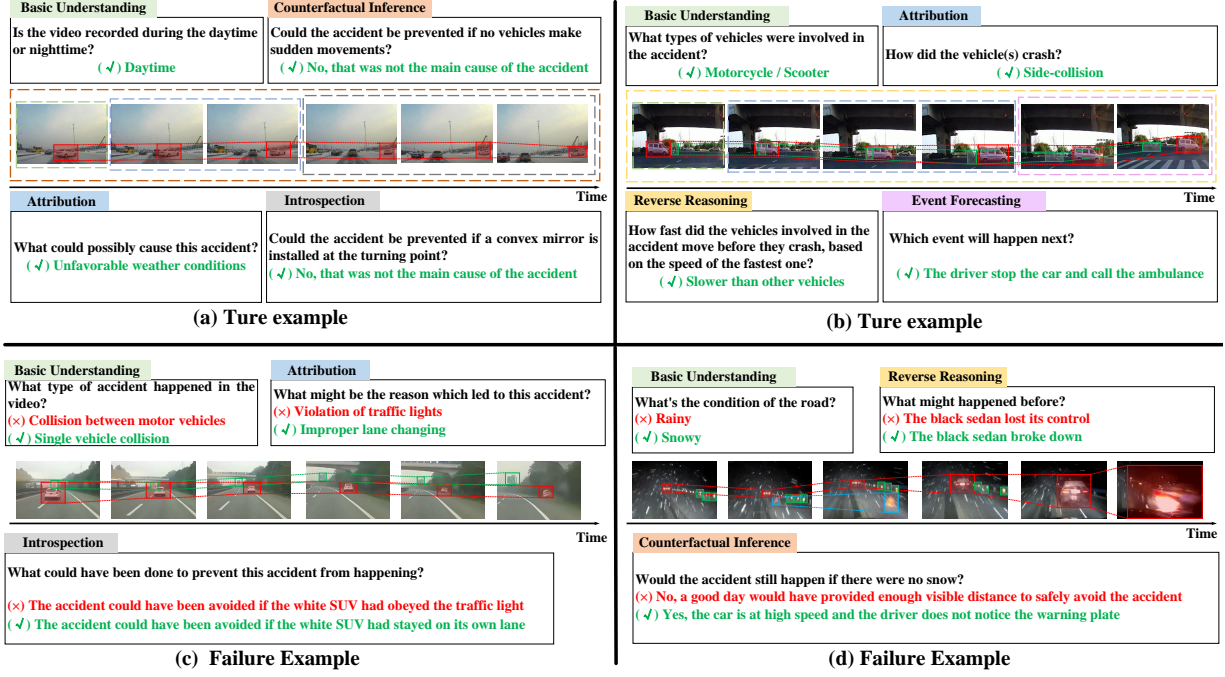 Basic Understanding
Is the video recorded during the daytime
or nighttime?
(✓) Daytime
Counterfactual Inference
Could the accident be prevented if no vehicles make
sudden movements?
(✓) No, that was not the main cause of the accident
Time
Attribution
What could possibly cause this accident?
(✓) Unfavorable weather conditions
Introspection
Could the accident be prevented if a convex mirror is
installed at the turning point?
(✓) No, that was not the main cause of the accident
(a) Ture example
Basic Understanding
What types of vehicles were involved in
the accident?
(✓) Motorcycle / Scooter
Attribution
How did the vehicle(s) crash?
(✓) Side-collision
Time
Reverse Reasoning
How fast did the vehicles involved in the
accident move before they crash, based
on the speed of the fastest one?
(✓) Slower than other vehicles
Event Forecasting
Which event will happen next?
(✓) The driver stop the car and call the ambulance
(b) Ture example
Basic Understanding
What type of accident happened in the
video?
(×) Collision between motor vehicles
(✓) Single vehicle collision
Attribution
What might be the reason which led to this accident?
(×) Violation of traffic lights
(✓) Improper lane changing
Time
Introspection
What could have been done to prevent this accident from happening?
(×) The accident could have been avoided if the white SUV had obeyed the traffic light
(✓) The accident could have been avoided if the white SUV had stayed on its own lane
(c) Failure Example
Basic Understanding
What's the condition of the road?
(×) Rainy
(✓) Snowy
Reverse Reasoning
What might happened before?
(×) The black sedan lost its control
(✓) The black sedan broke down
Time
Counterfactual Inference
Would the accident still happen if there were no snow?
(×) No, a good day would have provided enough visible distance to safely avoid the accident
(✓) Yes, the car is at high speed and the driver does not notice the warning plate
(d) Failure Example